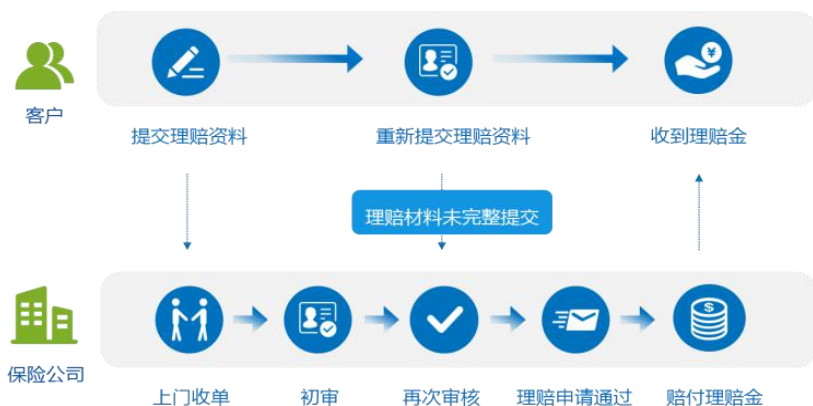 客户
提交理赔资料
重新提交理赔资料
收到理赔金
¥
理赔材料未完整提交
$
保险公司
上门收单
初审
再次审核
理赔申请通过
赔付理赔金